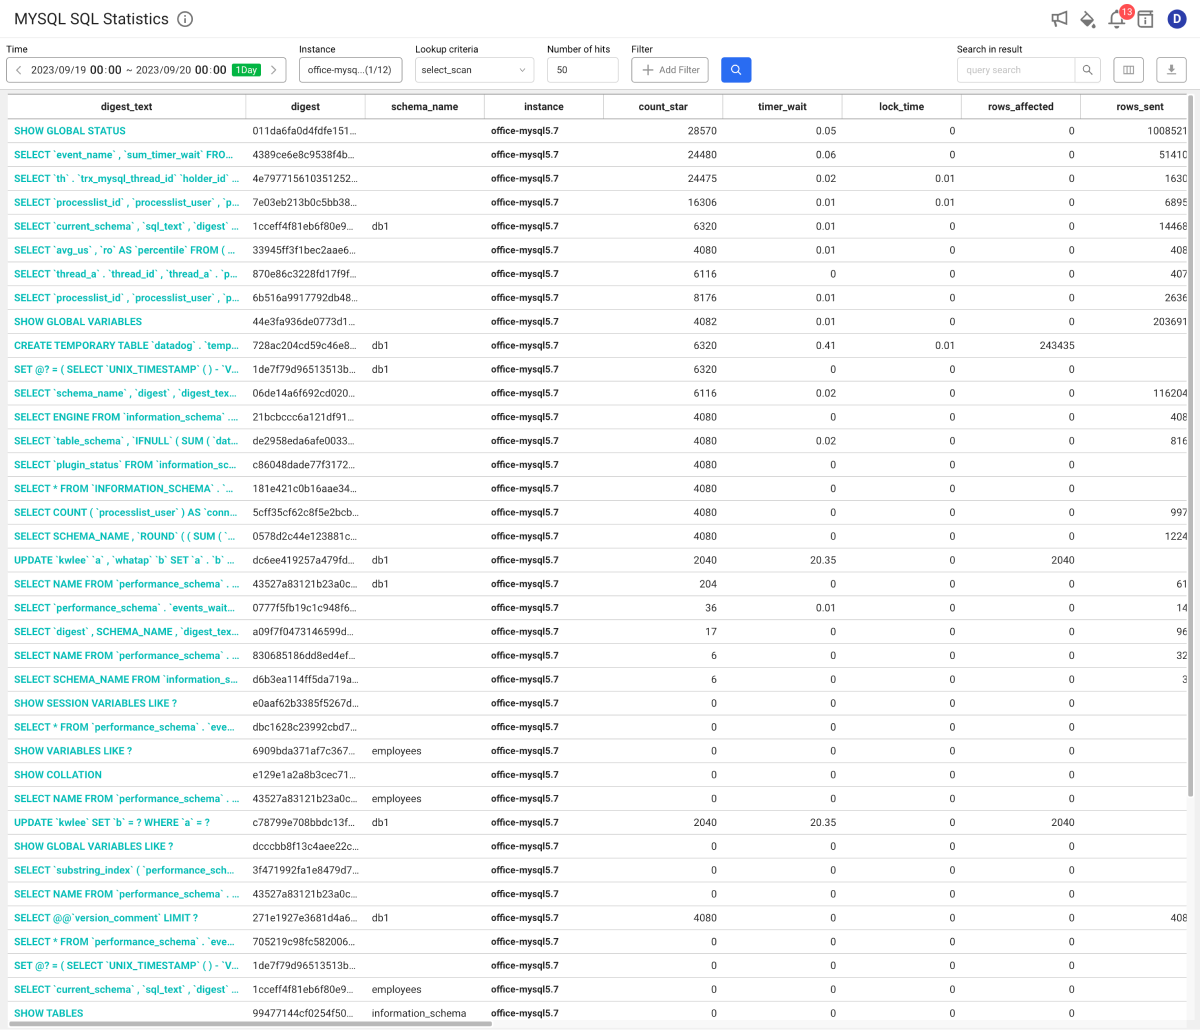 MYSQL SQL Statistics
13
D
Time Instance Lookup criteria Number of hits Filter Search in result
2023/09/19 00:00 ~ 2023/09/20 00:00 1Day office-mysq...(1/12) select_scan 50 Add Filter query search
digest_text digest schema_name instance count_star timer_wait lock_time rows_affected rows_sent
SHOW GLOBAL STATUS 011da6fa0d4fdfe151... office-mysql5.7 28570 0.05 0 0 1008521
SELECT `event_name` , `sum_timer_wait` FRO... 4389ce6e8c9538f4b... office-mysql5.7 24480 0.06 0 0 51410
SELECT `th` . `trx_mysql_thread_id` `holder_id` ... 4e797715610351252... office-mysql5.7 24475 0.02 0.01 0 1630
SELECT `processlist_id` , `processlist_user` , `p... 7e03eb213b0c5bb38... office-mysql5.7 16306 0.01 0.01 0 6895
SELECT `current_schema` , `sql_text` , `digest` ... 1cceff4f81eb6f80e9... db1 office-mysql5.7 6320 0.01 0 0 14468
SELECT `avg_us` , `ro` AS `percentile` FROM ( ... 33945ff3f1bec2aae6... office-mysql5.7 4080 0.01 0 0 408
SELECT `thread_a` . `thread_id` , `thread_a` . `p... 870e86c3228fd17f9f... office-mysql5.7 6116 0 0 0 407
SELECT `processlist_id` , `processlist_user` , `p... 6b516a9917792db48... office-mysql5.7 8176 0.01 0 0 2636
SHOW GLOBAL VARIABLES 44e3fa936de0773d1... office-mysql5.7 4082 0.01 0 0 203691
CREATE TEMPORARY TABLE `datadog` . `temp... 728ac204cd59c46e8... db1 office-mysql5.7 6320 0.41 0.01 243435
SET @? = ( SELECT `UNIX_TIMESTAMP` ( ) - `V... 1de7f79d96513513b... db1 office-mysql5.7 6320 0 0 0
SELECT `schema_name` , `digest` , `digest_tex... 06de14a6f692cd020... office-mysql5.7 6116 0.02 0 0 116204
SELECT ENGINE FROM `information_schema` .... 21bcbccc6a121df91... office-mysql5.7 4080 0 0 0 408
SELECT `table_schema` , `IFNULL` ( SUM ( `dat... de2958eda6afe0033... office-mysql5.7 4080 0.02 0 0 816
SELECT `plugin_status` FROM `information_sc... c86048dade77f3172... office-mysql5.7 4080 0 0 0
SELECT * FROM `INFORMATION_SCHEMA` . `... 181e421c0b16aae34... office-mysql5.7 4080 0 0 0
SELECT COUNT ( `processlist_user` ) AS `conn... 5cff35cf62c8f5e2bcb... office-mysql5.7 4080 0 0 0 997
SELECT SCHEMA_NAME , `ROUND` ( ( SUM ( `... 0578d2c44e123881c... office-mysql5.7 4080 0 0 0 1224
UPDATE `kwlee` `a` , `whatap` `b` SET `a` . `b` ... dc6ee419257a479fd... db1 office-mysql5.7 2040 20.35 0 2040
SELECT NAME FROM `performance_schema` . ... 43527a83121b23a0c... db1 office-mysql5.7 204 0 0 0 61
SELECT `performance_schema` . `events_wait... 0777f5fb19c1c948f6... office-mysql5.7 36 0.01 0 0 14
SELECT `digest` , SCHEMA_NAME , `digest_tex... a09f7f0473146599d... office-mysql5.7 17 0 0 0 96
SELECT NAME FROM `performance_schema` . ... 830685186dd8ed4ef... office-mysql5.7 6 0 0 0 32
SELECT SCHEMA_NAME FROM `information_s... d6b3ea114ff5da719a... office-mysql5.7 6 0 0 0 3
SHOW SESSION VARIABLES LIKE ? e0aaf62b3385f5267d... office-mysql5.7 0 0 0 0
SELECT * FROM `performance_schema` . `eve... dbc1628c23992cbd7... office-mysql5.7 0 0 0 0
SHOW VARIABLES LIKE ? 6909bda371af7c367... employees office-mysql5.7 0 0 0 0
SHOW COLLATION e129e1a2a8b3cec71... office-mysql5.7 0 0 0 0
SELECT NAME FROM `performance_schema` . ... 43527a83121b23a0c... employees office-mysql5.7 0 0 0 0
UPDATE `kwlee` SET `b` = ? WHERE `a` = ? c78799e708bbdc13f... db1 office-mysql5.7 2040 20.35 0 2040
SHOW GLOBAL VARIABLES LIKE ? dcccbb8f13c4aee22c... office-mysql5.7 0 0 0 0
SELECT `substring_index` ( `performance_sch... 3f471992fa1e8479d7... office-mysql5.7 0 0 0 0
SELECT NAME FROM `performance_schema` . ... 43527a83121b23a0c... office-mysql5.7 0 0 0 0
SELECT @@`version_comment` LIMIT ? 271e1927e3681d4a6... db1 office-mysql5.7 4080 0 0 0 408
SELECT * FROM `performance_schema` . `eve... 705219c98fc582006... office-mysql5.7 0 0 0 0
SET @? = ( SELECT `UNIX_TIMESTAMP` ( ) - `V... 1de7f79d96513513b... office-mysql5.7 0 0 0 0
SELECT `current_schema` , `sql_text` , `digest` ... 1cceff4f81eb6f80e9... employees office-mysql5.7 0 0 0 0
SHOW TABLES 99477144cf0254f50... information_schema office-mysql5.7 0 0 0 0